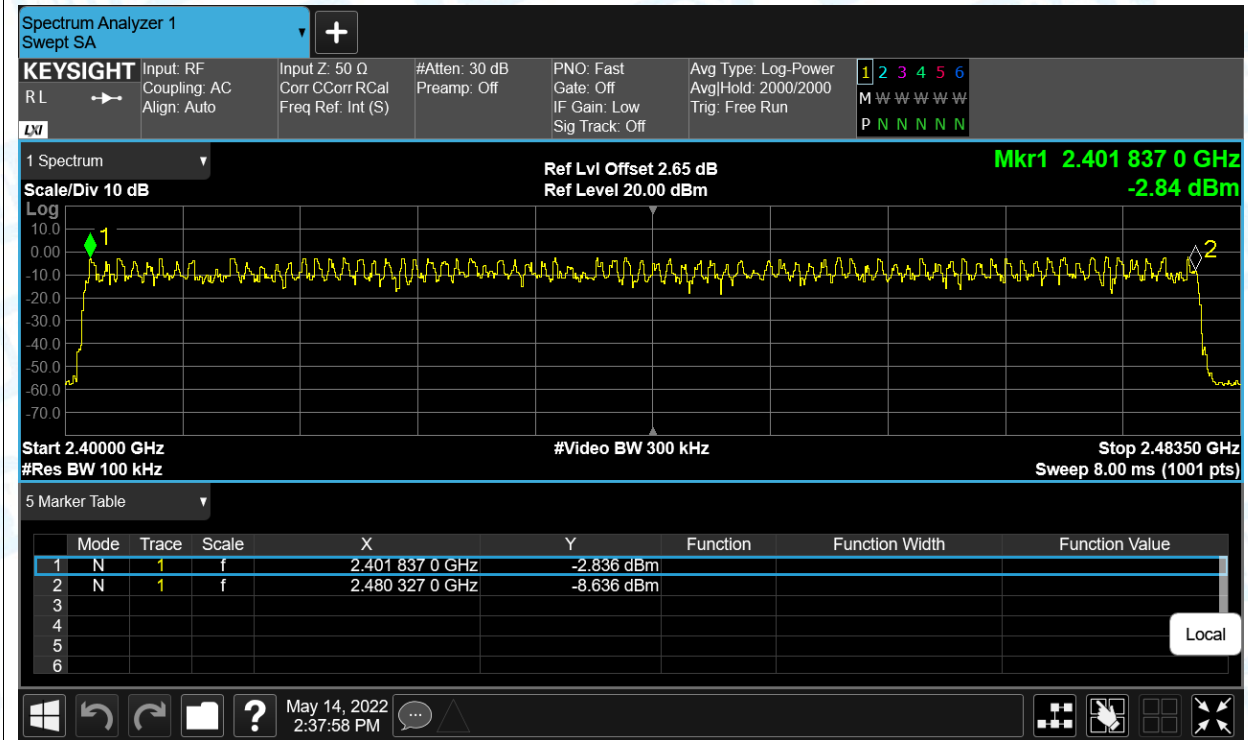 Spectrum Analyzer 1
Swept SA
+
KEYSIGHT Input: RF Input Z: 50 Ω #Atten: 30 dB PNO: Fast Avg Type: Log-Power 1 2 3 4 5 6
R L Coupling: AC Corr CCorr RCal Preamp: Off Gate: Off Avg|Hold: 2000/2000 M W W W W W W
Align: Auto Freq Ref: Int (S) IF Gain: Low Trig: Free Run
LXI Sig Track: Off P N N N N N N
1 Spectrum Ref Lvl Offset 2.65 dB Mkr1 2.401 837 0 GHz
Scale/Div 10 dB Ref Level 20.00 dBm -2.84 dBm
Log
10.0
0.00
-10.0
-20.0
-30.0
-40.0
-50.0
-60.0
-70.0
1
2
Start 2.40000 GHz #Video BW 300 kHz Stop 2.48350 GHz
#Res BW 100 kHz Sweep 8.00 ms (1001 pts)
5 Marker Table
Mode Trace Scale X Y Function Function Width Function Value
1 N 1 f 2.401 837 0 GHz -2.836 dBm
2 N 1 f 2.480 327 0 GHz -8.636 dBm
3
4
5
6
Local
? May 14, 2022
2:37:58 PM